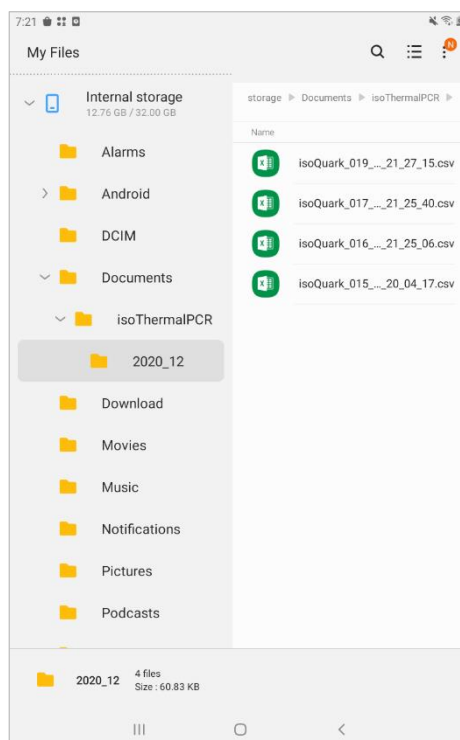 7:21
My Files
N
Internal storage
12.76 GB / 32.00 GB
Alarms
Android
DCIM
Documents
isoThermalPCR
2020_12
Download
Movies
Music
Notifications
Pictures
Podcasts
storage ▶ Documents ▶ isoThermalPCR ▶
Name
isoQuark_019_..._21_27_15.csv
isoQuark_017_..._21_25_40.csv
isoQuark_016_..._21_25_06.csv
isoQuark_015_..._20_04_17.csv
2020_12
4 files
Size : 60.83 KB